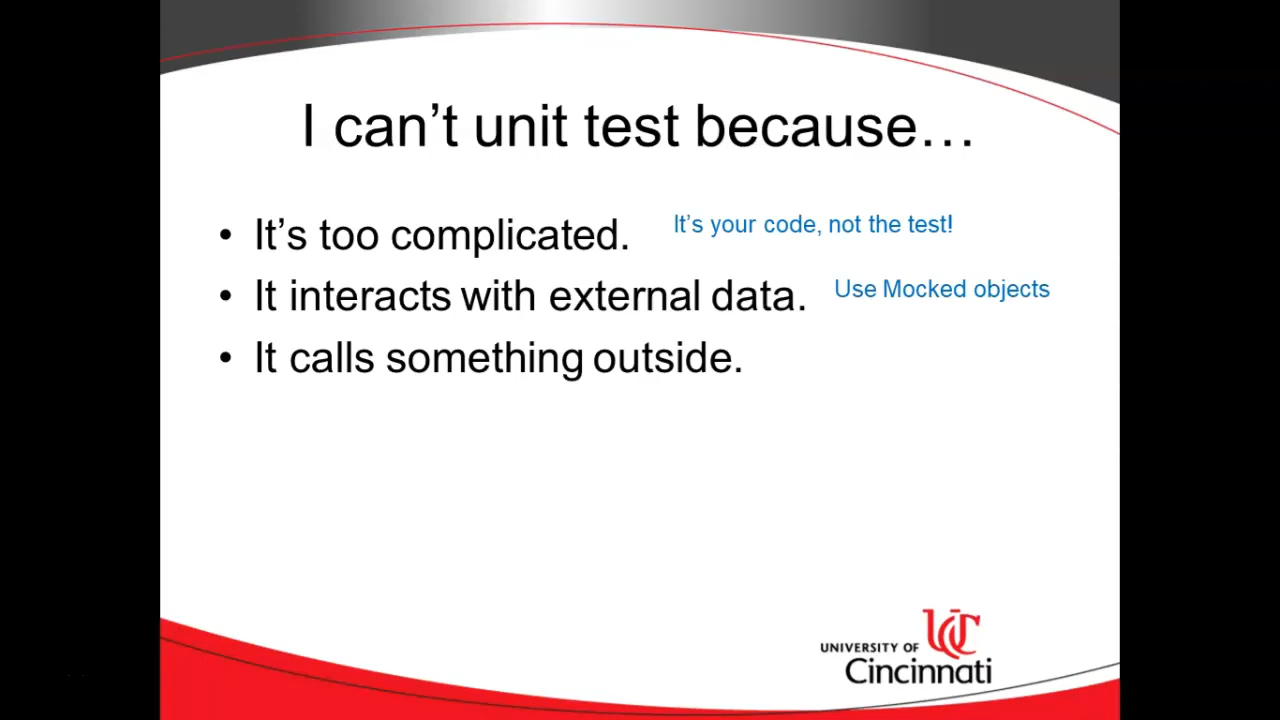 I can't unit test because…
• It's too complicated. It's your code, not the test!
• It interacts with external data. Use Mocked objects
• It calls something outside.
UC
UNIVERSITY OF
Cincinnati